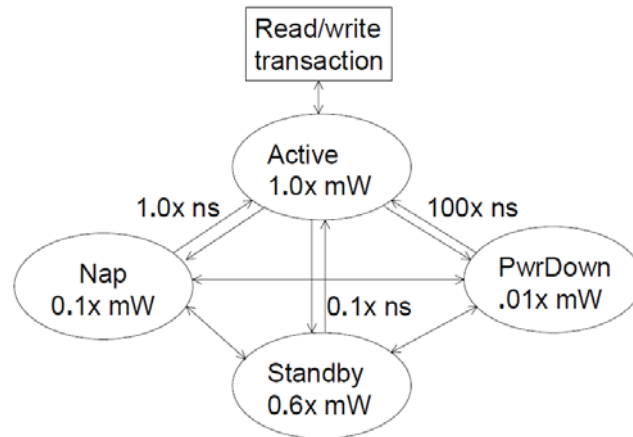 Read/write
transaction
Active
1.0x mW
1.0x ns
100x ns
Nap
0.1x mW
PwrDown
.01x mW
0.1x ns
Standby
0.6x mW